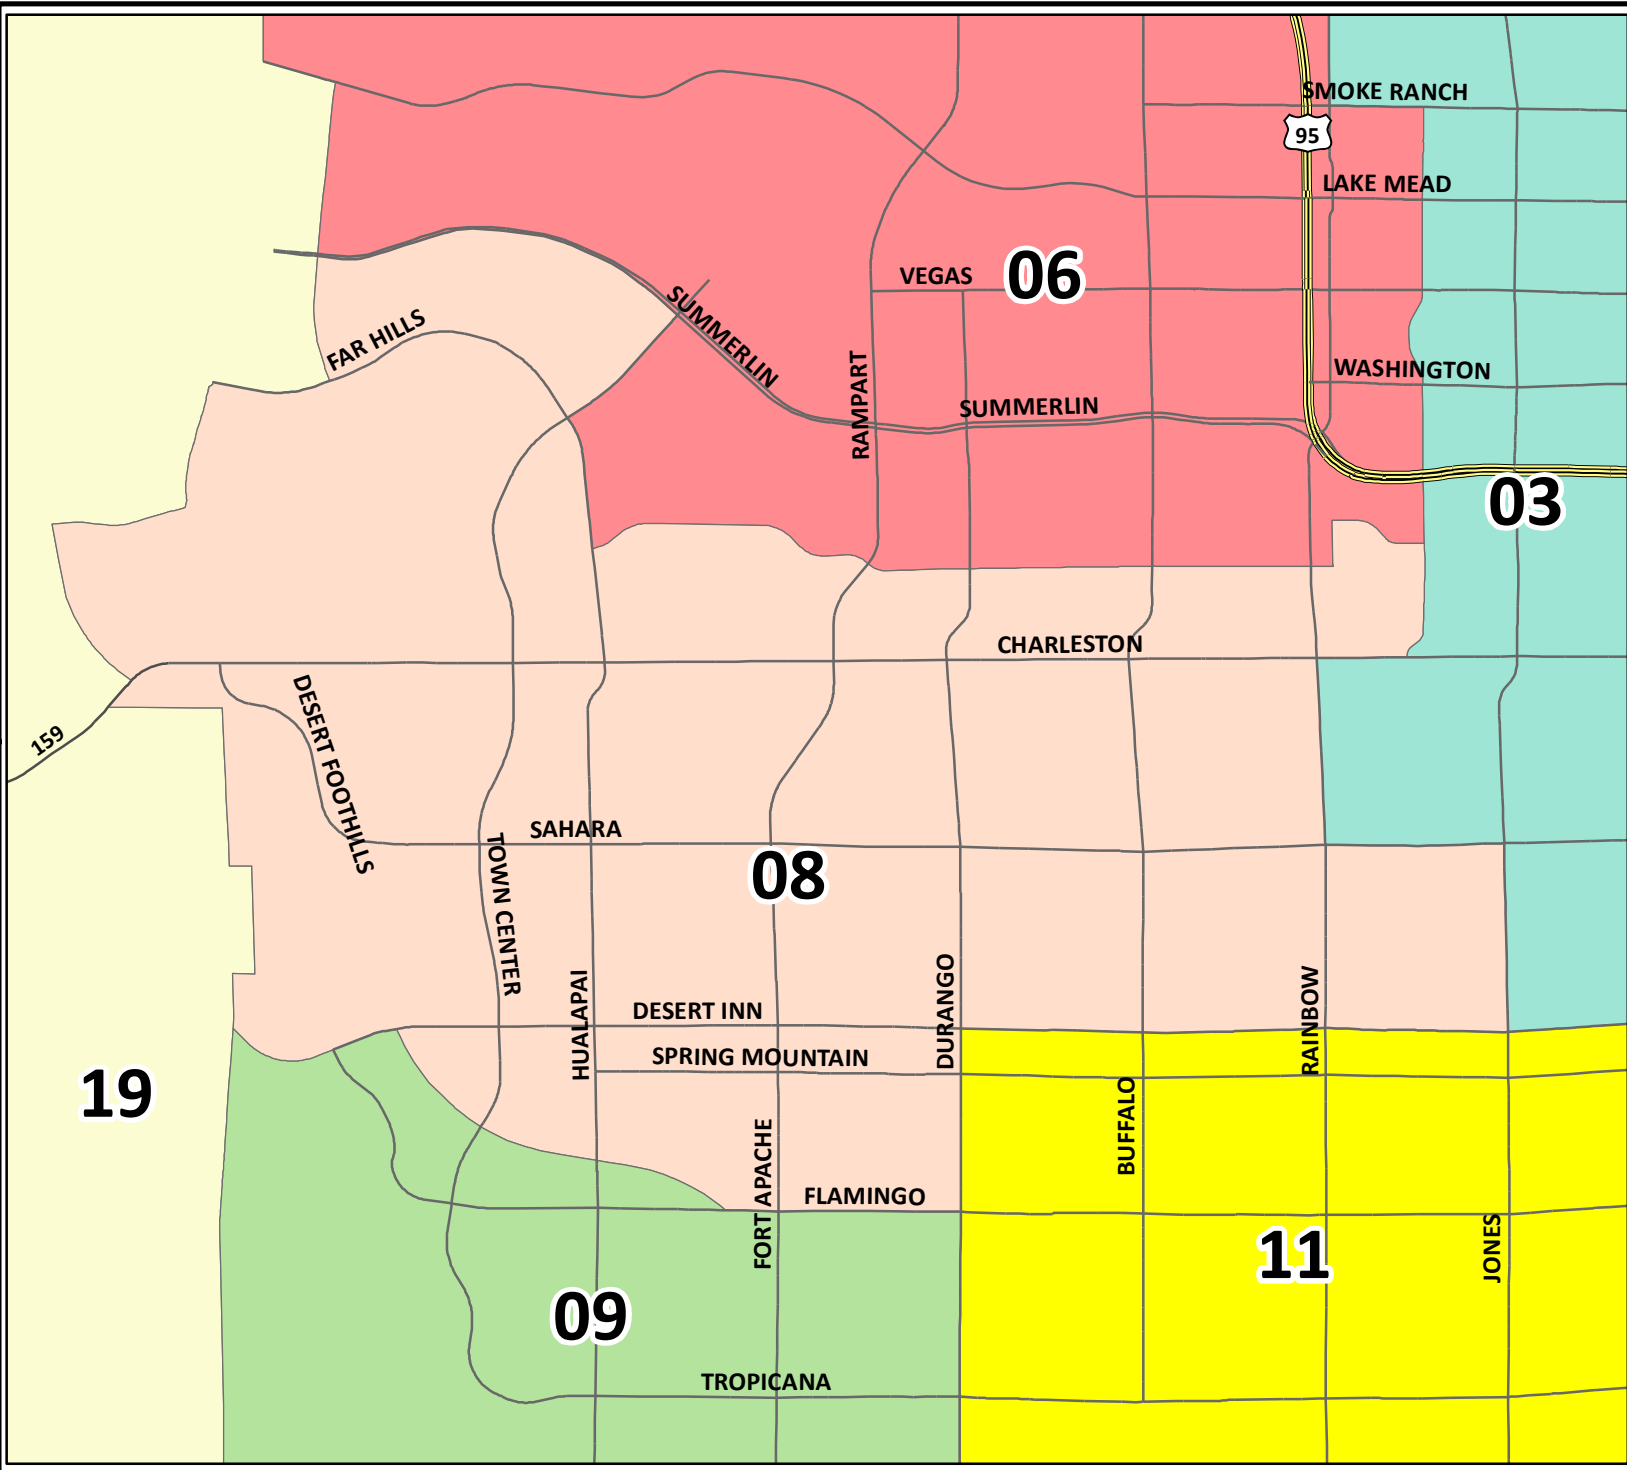 SMOKE RANCH
95
LAKE MEAD
VEGAS
06
SUMMERLIN
FAR HILLS
RAMPART
WASHINGTON
SUMMERLIN
03
CHARLESTON
159
DESERT FOOTHILLS
SAHARA
08
TOWN CENTER
HUALAPAI
DURANGO
RAINBOW
DESERT INN
SPRING MOUNTAIN
19
BUFFALO
FORT APACHE
FLAMINGO
11
JONES
09
TROPICANA